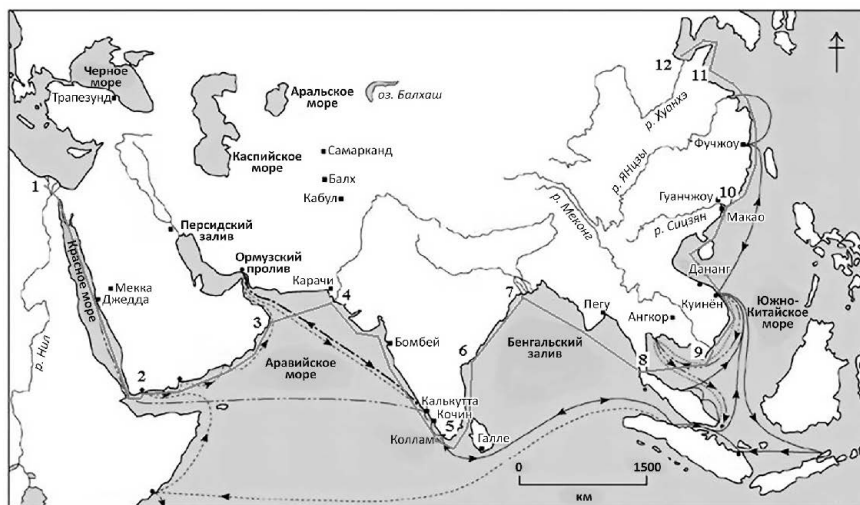 Черное
море
Трапезунд
Аральское
море
оз. Балхаш
Каспийское
море
Самарканд
Балх
Кабул
12
11
р. Хуанхэ
р. ЯНцзы
Фучжоу
1
Персидский
залив
Ормузский
пролив
р. Меконг
Гуанчжоу
10
р. Сицзян
Макао
Красное море
Мекка
Джедда
Карачи
4
7
Дананг
Пегу
Ангкор
Куинён
Южно-
Китайское
море
3
р. Нил
Бомбей
6
Бенгальский
залив
8
9
2
Аравийское
море
Калькутта
Кочин
5
Коллам
Галле
0
1500
км